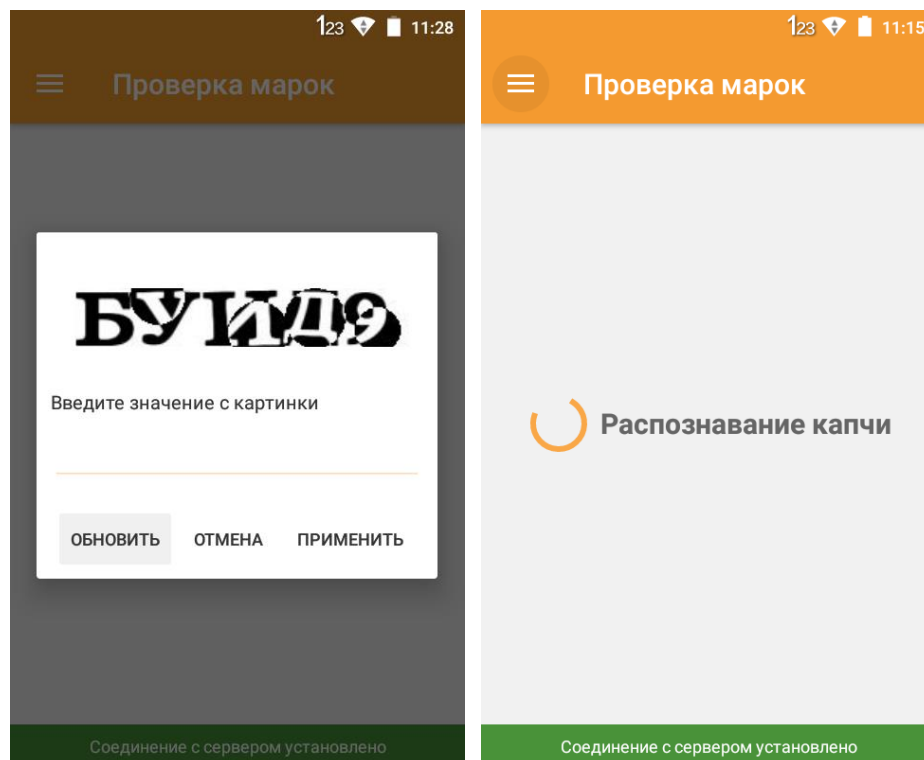 123 11:28
Проверка марок
БУИД9
Введите значение с картинки
ОБНОВИТЬ ОТМЕНА ПРИМЕНИТЬ
Соединение с сервером установлено
123 11:15
Проверка марок
Распознавание капчи
Соединение с сервером установлено